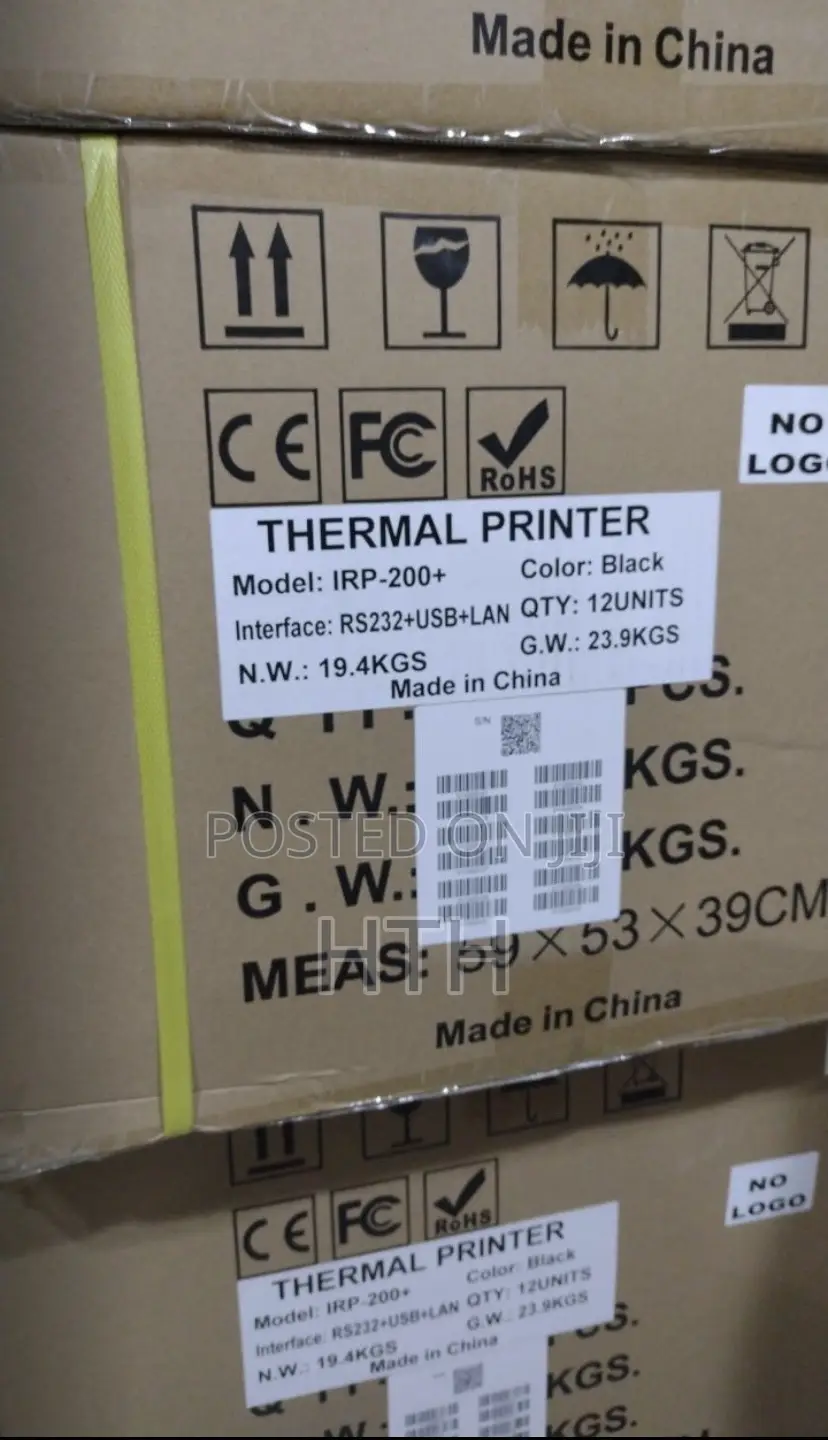 Made in China
CE FC RoHS
NO
LOGO
THERMAL PRINTER
Model: IRP-200+ Color: Black
Interface: RS232+USB+LAN QTY: 12UNITS
N.W.: 19.4KGS G.W.: 23.9KGS
Made in China
PCS.
SN
N.W.: KGS.
POSTED ON JIJI
G.W.: KGS.
HTH
MEAS: 59×53×39CM
Made in China
CE FC RoHS
NO
LOGO
THERMAL PRINTER
Model: IRP-200+ Color: Black
Interface: RS232+USB+LAN QTY: 12UNITS
N.W.: 19.4KGS G.W.: 23.9KGS
Made in China
KGS.
W.: KGS.